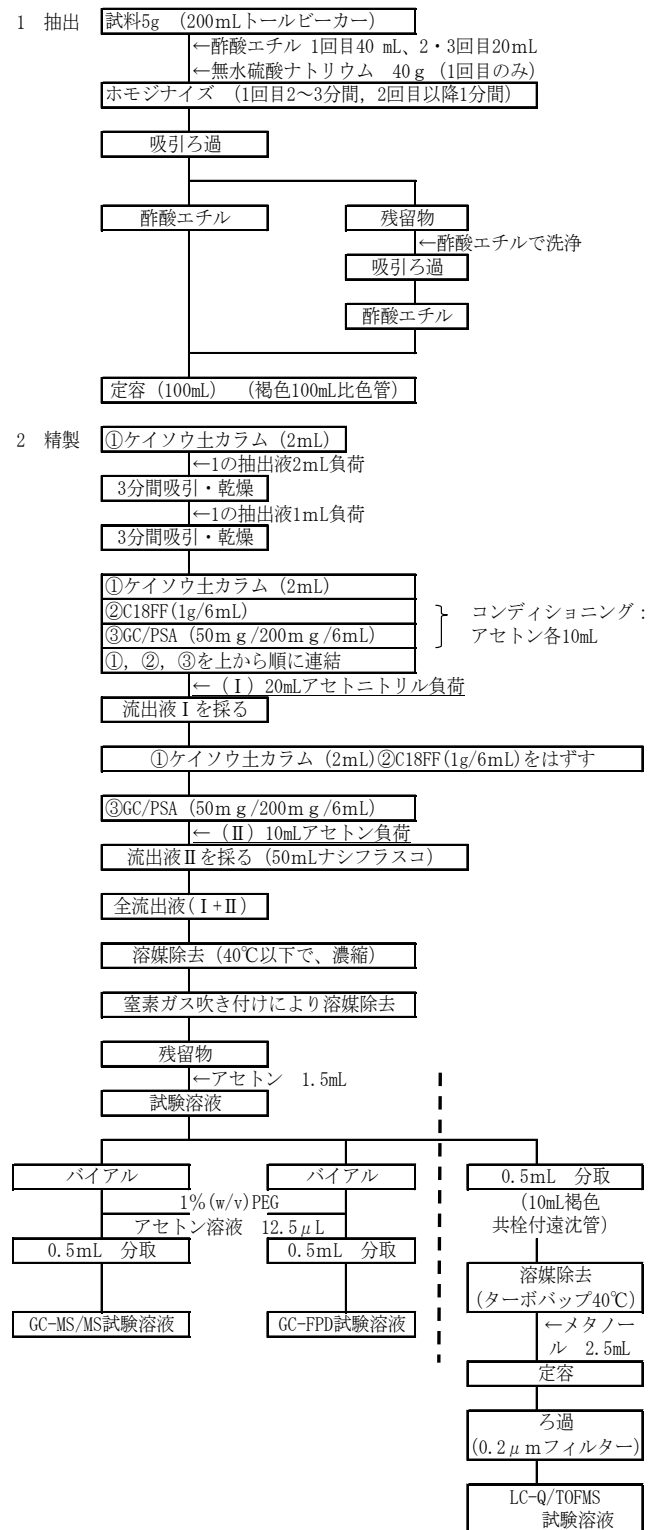 1 抽出 試料5g (200mLトールビーカー)
←酢酸エチル 1回目40 mL、2・3回目20mL
←無水硫酸ナトリウム 40ｇ(1回目のみ)
ホモジナイズ (1回目2～3分間，2回目以降1分間)
吸引ろ過
酢酸エチル 残留物
←酢酸エチルで洗浄
吸引ろ過
酢酸エチル
定容(100mL) (褐色100mL比色管)
2 精製 ①ケイソウ土カラム(2mL)
←1の抽出液2mL負荷
3分間吸引・乾燥
←1の抽出液1mL負荷
3分間吸引・乾燥
①ケイソウ土カラム(2mL)
②C18FF(1g/6mL) } コンディショニング：
③GC/PSA(50mｇ/200mｇ/6mL) アセトン各10mL
①，②，③を上から順に連結
←(Ⅰ)20mLアセトニトリル負荷
流出液Ⅰを採る
①ケイソウ土カラム(2mL)②C18FF(1g/6mL)をはずす
③GC/PSA(50mｇ/200mｇ/6mL)
←(Ⅱ)10mLアセトン負荷
流出液Ⅱを採る(50mLナシフラスコ)
全流出液(Ⅰ+Ⅱ)
溶媒除去(40℃以下で、濃縮)
窒素ガス吹き付けにより溶媒除去
残留物
←アセトン 1.5mL
試験溶液
バイアル バイアル 0.5mL 分取
1%(w/v)PEG (10mL褐色
アセトン溶液 12.5μL 共栓付遠沈管)
0.5mL 分取 0.5mL 分取
溶媒除去
(ターボバップ40℃)
GC-MS/MS試験溶液 GC-FPD試験溶液 ←メタノー
ル 2.5mL
定容
ろ過
(0.2μmフィルター)
LC-Q/TOFMS
試験溶液